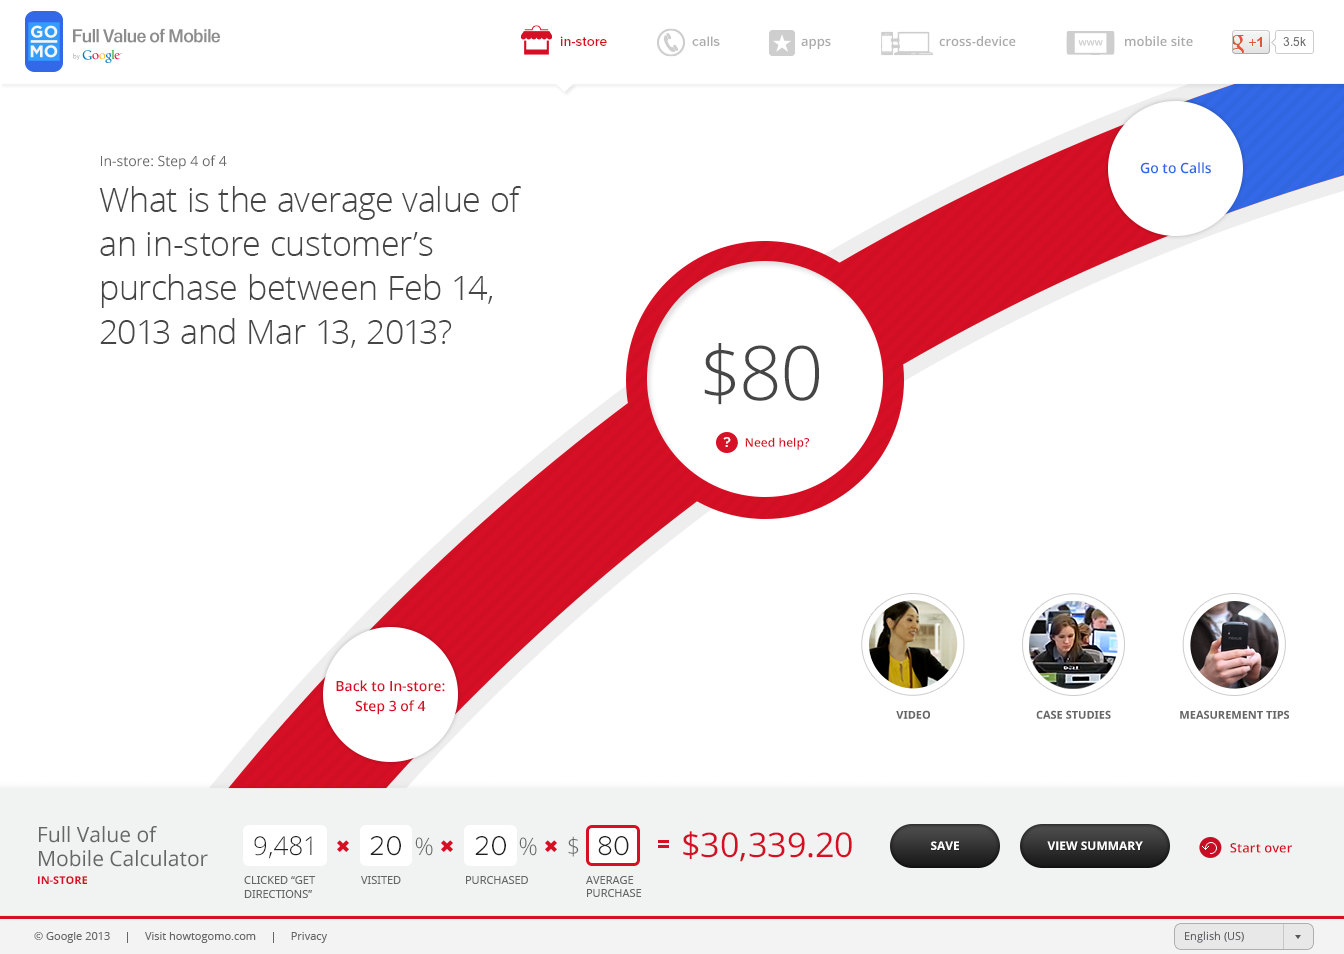 GO
MO
Full Value of Mobile
by Google
in-store
calls
apps
cross-device
www
mobile site
g +1
3.5k
In-store: Step 4 of 4
What is the average value of
an in-store customer's
purchase between Feb 14,
2013 and Mar 13, 2013?
Go to Calls
$80
? Need help?
Back to In-store:
Step 3 of 4
DELL
VIDEO
CASE STUDIES
MEASUREMENT TIPS
Full Value of
Mobile Calculator
IN-STORE
9,481 × 20 % × 20 % × $ 80 = $30,339.20
CLICKED “GET
DIRECTIONS”
VISITED
PURCHASED
AVERAGE
PURCHASE
SAVE
VIEW SUMMARY
Start over
© Google 2013 | Visit howtogomo.com | Privacy
English (US)